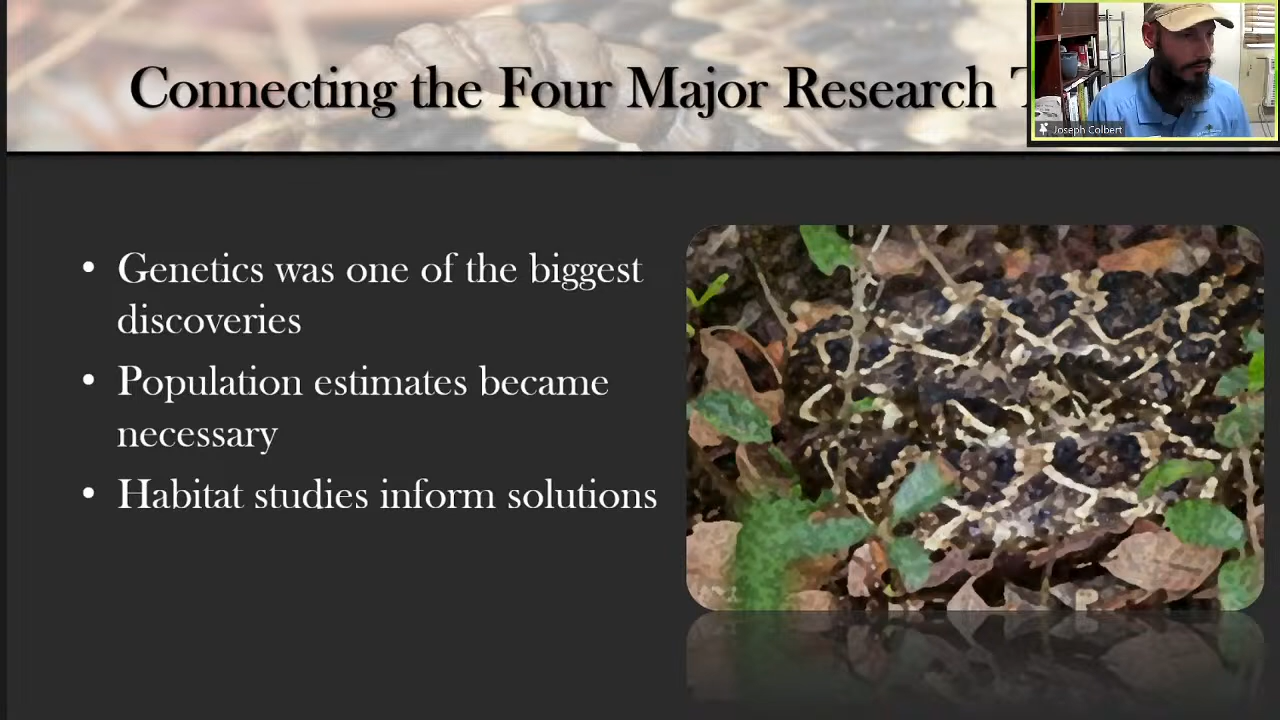 Connecting the Four Major Research
Joseph Colbert
• Genetics was one of the biggest
discoveries
• Population estimates became
necessary
• Habitat studies inform solutions